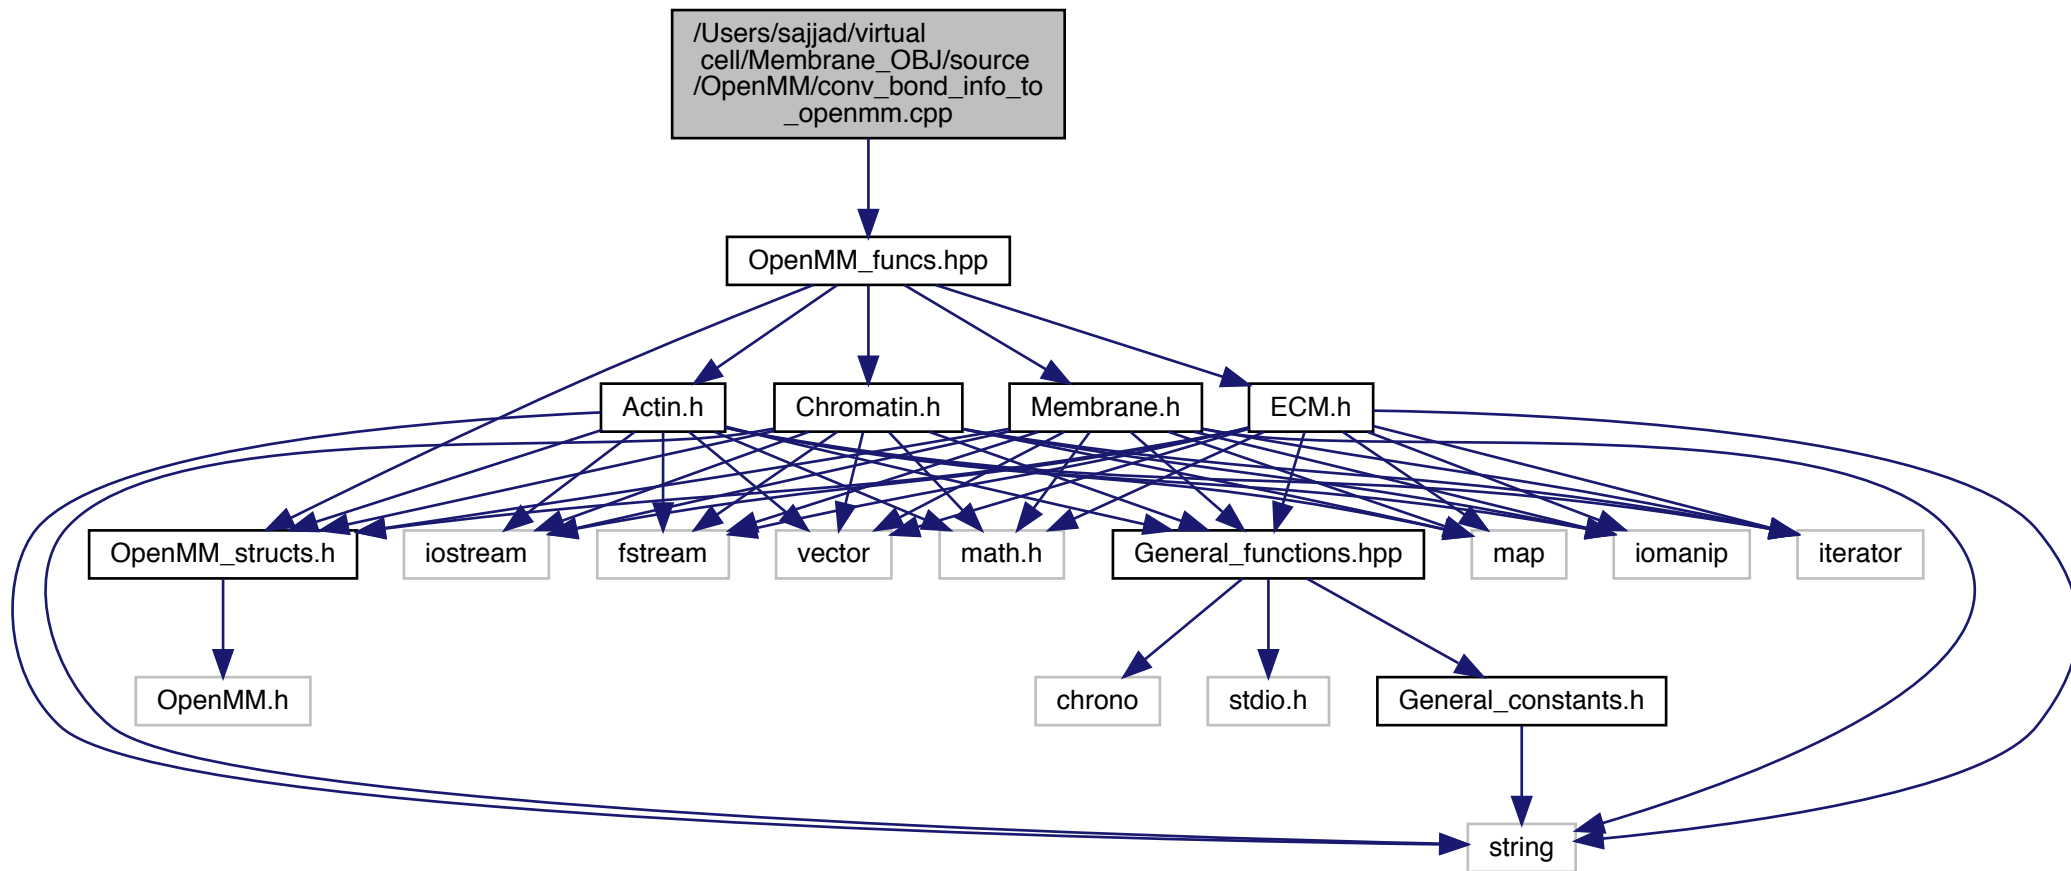 /Users/sajjad/virtual
cell/Membrane_OBJ/source
/OpenMM/conv_bond_info_to
_openmm.cpp
OpenMM_funcs.hpp
Actin.h
Chromatin.h
Membrane.h
ECM.h
OpenMM_structs.h
iostream
fstream
vector
math.h
General_functions.hpp
map
iomanip
iterator
OpenMM.h
chrono
stdio.h
General_constants.h
string